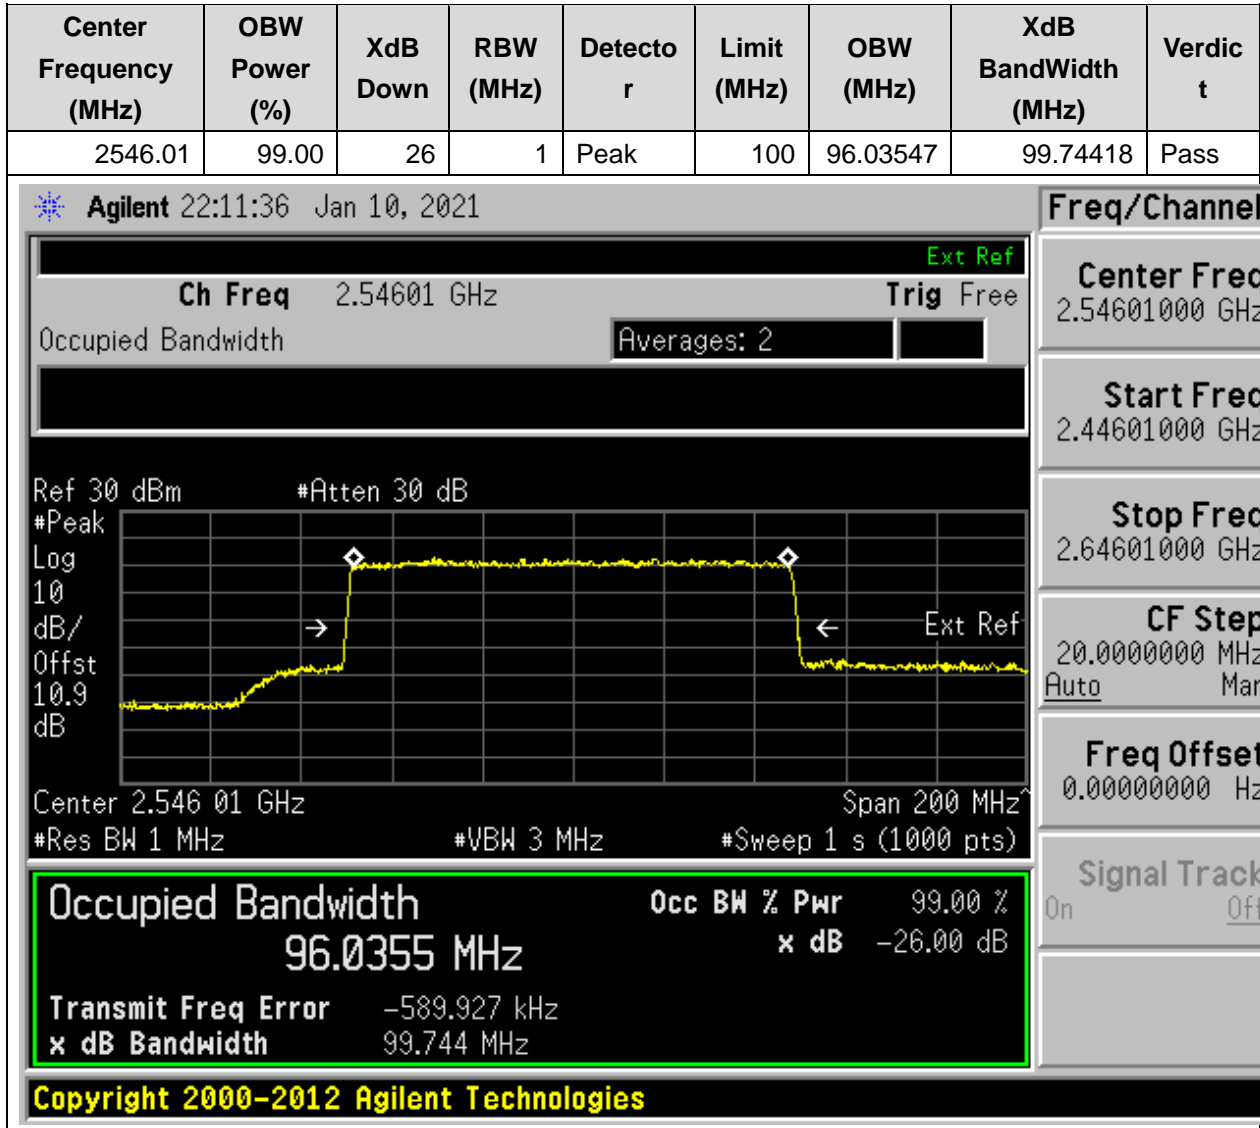 Center Frequency (MHz) OBW Power (%) XdB Down RBW (MHz) Detecto r Limit (MHz) OBW (MHz) XdB BandWidth (MHz) Verdic t
2546.01 99.00 26 1 Peak 100 96.03547 99.74418 Pass
Agilent 22:11:36 Jan 10, 2021 Freq/Channel
Ext Ref
Ch Freq 2.54601 GHz Trig Free
Occupied Bandwidth Averages: 2
Center Freq
2.54601000 GHz
Start Freq
2.44601000 GHz
Stop Freq
2.64601000 GHz
CF Step
20.0000000 MHz
Auto Man
Freq Offset
0.00000000 Hz
Signal Track
On Off
Ref 30 dBm #Atten 30 dB
#Peak
Log
10
dB/
Offst
10.9
dB
Ext Ref
Center 2.546 01 GHz Span 200 MHz^
#Res BW 1 MHz #VBW 3 MHz #Sweep 1 s (1000 pts)
Occupied Bandwidth Occ BW % Pwr 99.00 %
96.0355 MHz x dB -26.00 dB
Transmit Freq Error -589.927 kHz
x dB Bandwidth 99.744 MHz
Copyright 2000-2012 Agilent Technologies